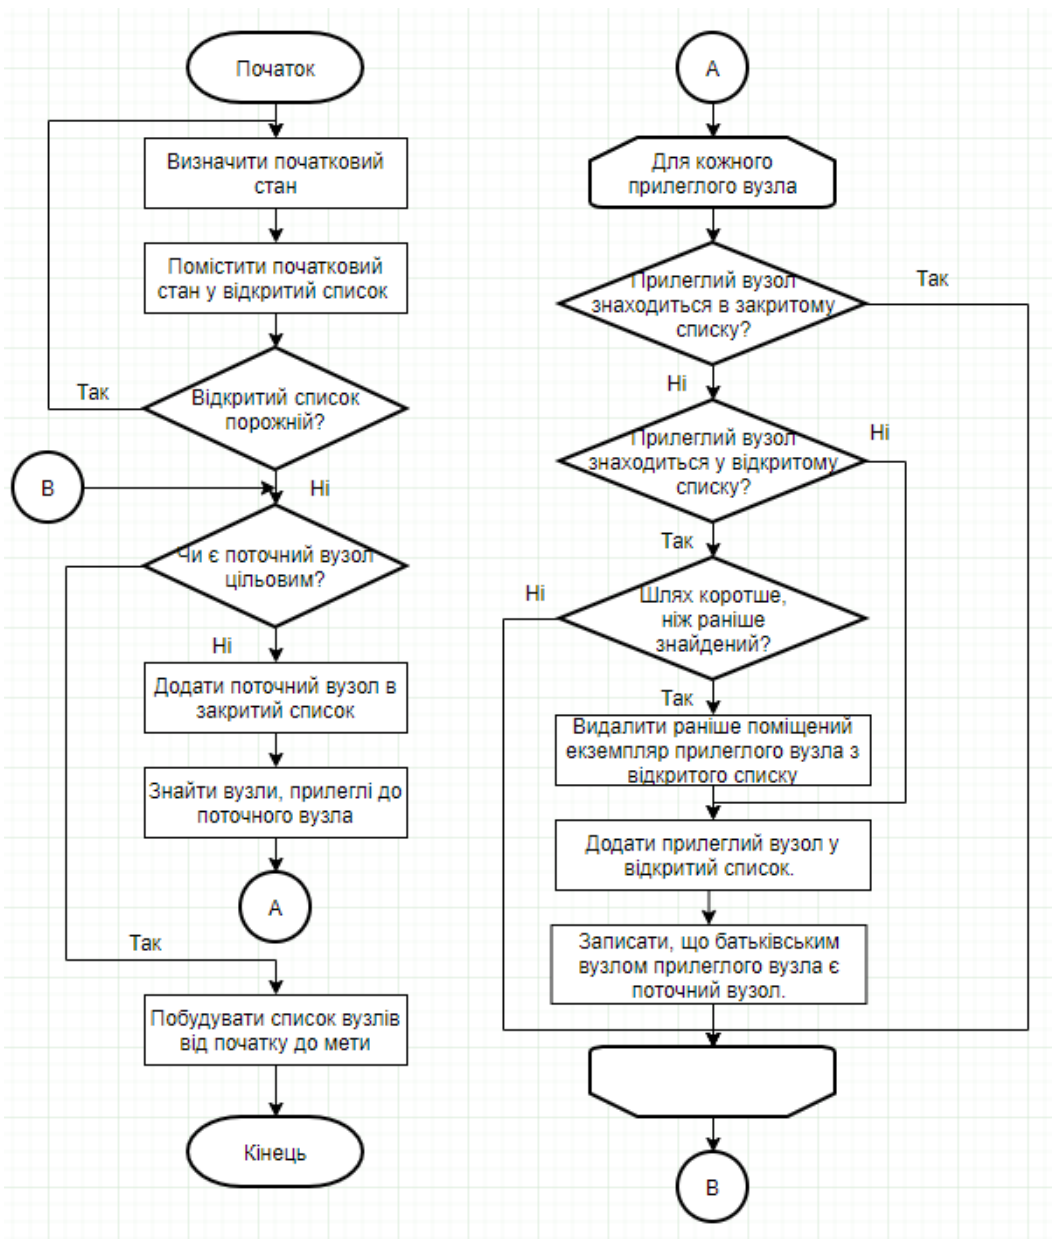 Початок
Визначити початковий
стан
Помістити початковий
стан у відкритий список
Так
Відкритий список
порожній?
В
Ні
Чи є поточний вузол
цільовим?
Ні
Додати поточний вузол в
закритий список
Знайти вузли, прилеглі до
поточного вузла
А
Так
Побудувати список вузлів
від початку до мети
Кінець
А
Для кожного
прилеглого вузла
Прилеглий вузол
знаходиться в закритому
списку?
Так
Ні
Прилеглий вузол
знаходиться у відкритому
списку?
Ні
Так
Шлях коротше,
ніж раніше
знайдений?
Ні
Так
Видалити раніше поміщений
екземпляр прилеглого вузла з
відкритого списку
Додати прилеглий вузол у
відкритий список.
Записати, що батьківським
вузлом прилеглого вузла є
поточний вузол.
В